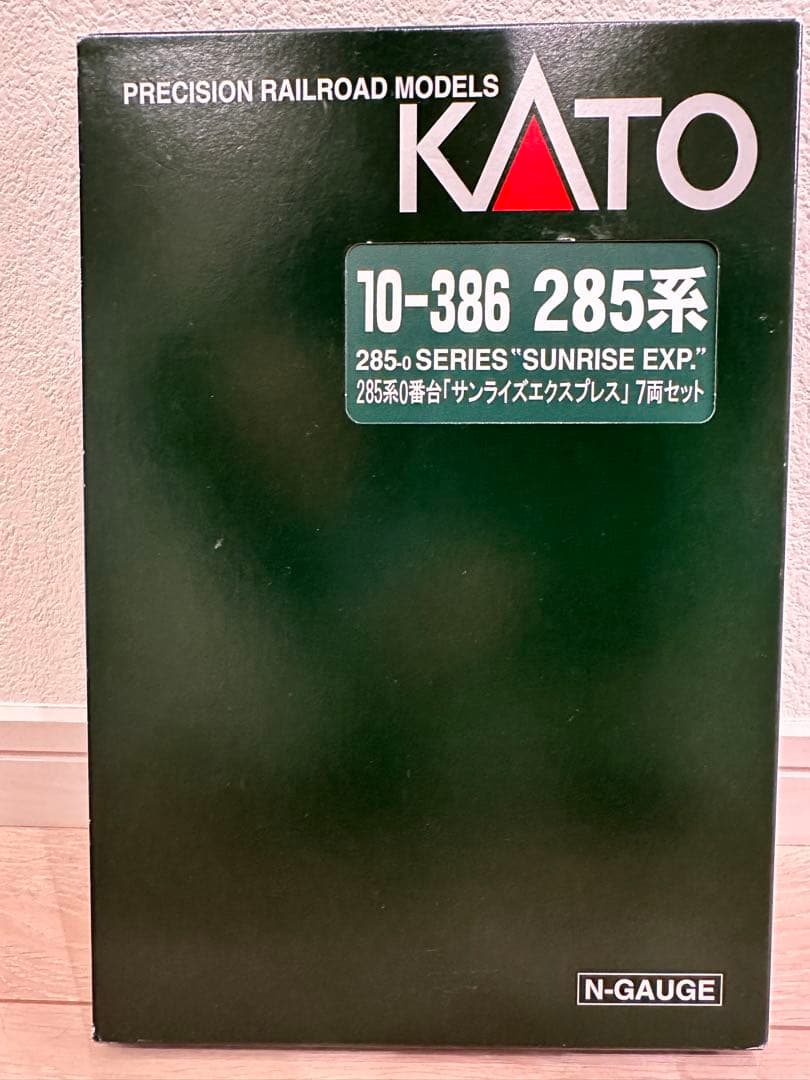 PRECISION RAILROAD MODELS
KATO
10-386 285系
285-0 SERIES "SUNRISE EXP."
285系0番台「サンライズエクスプレス」7両セット
N-GAUGE